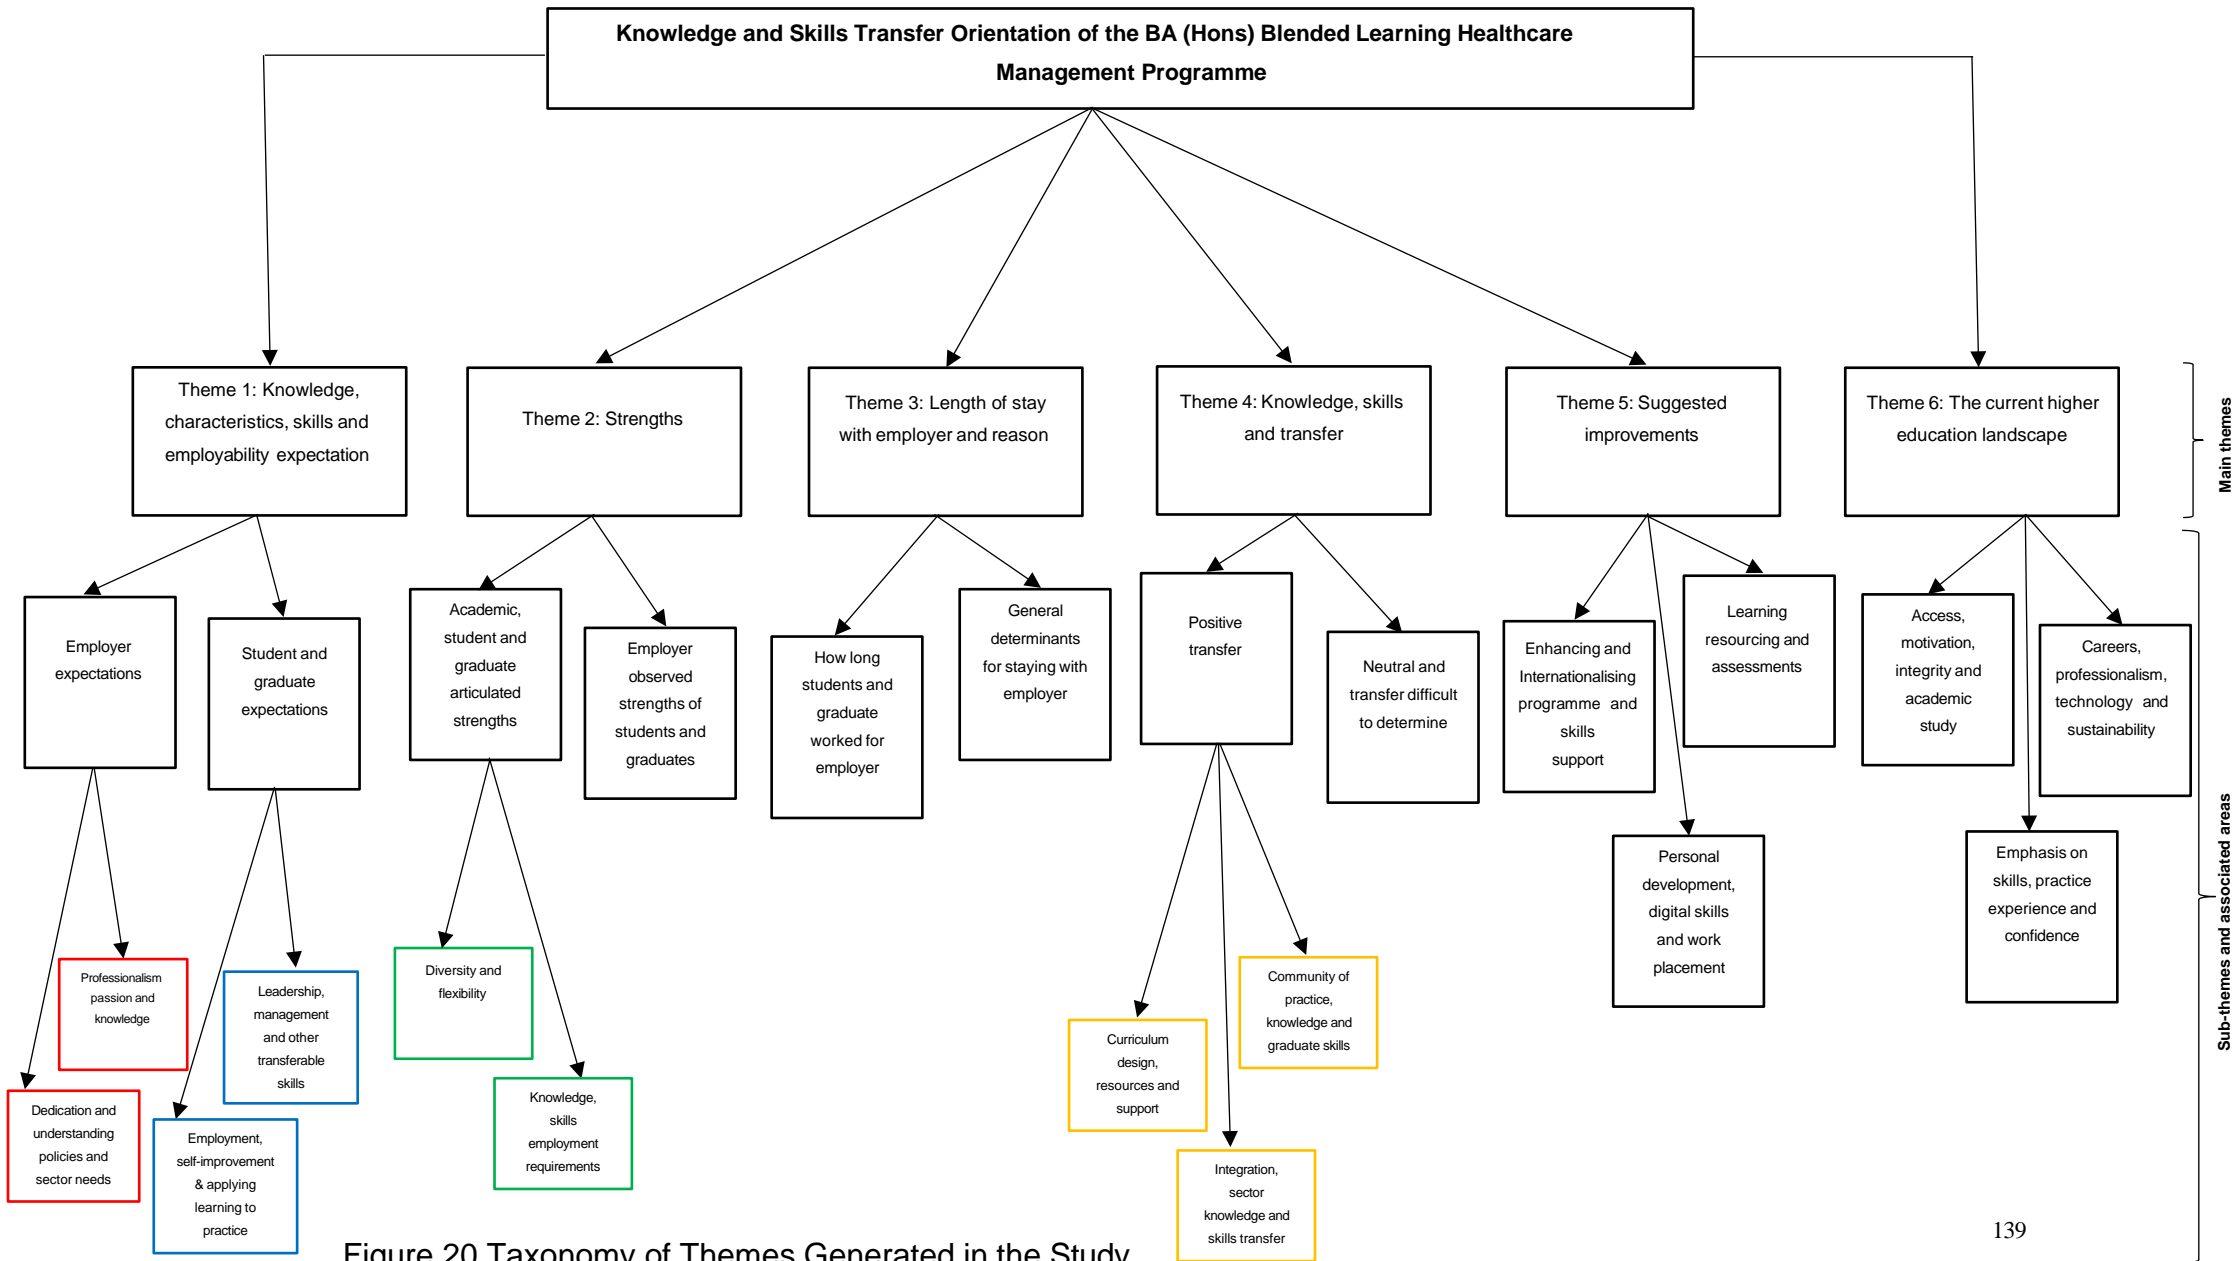 Knowledge and Skills Transfer Orientation of the BA (Hons) Blended Learning Healthcare
Management Programme
Theme 1: Knowledge,
characteristics, skills and
employability expectation
Theme 2: Strengths
Theme 3: Length of stay
with employer and reason
Theme 4: Knowledge, skills
and transfer
Theme 5: Suggested
improvements
Theme 6: The current higher
education landscape
Main themes
Employer
expectations
Student and
graduate
expectations
Academic,
student and
graduate
articulated
strengths
Employer
observed
strengths of
students and
graduates
How long
students and
graduate
worked for
employer
General
determinants
for staying with
employer
Positive
transfer
Neutral and
transfer difficult
to determine
Enhancing and
Internationalising
programme and
skills
support
Learning
resourcing and
assessments
Personal
development,
digital skills
and work
placement
Access,
motivation,
integrity and
academic
study
Careers,
professionalism,
technology and
sustainability
Emphasis on
skills, practice
experience and
confidence
Sub-themes and associated areas
Professionalism
passion and
knowledge
Dedication and
understanding
policies and
sector needs
Leadership,
management
and other
transferable
skills
Employment,
self-improvement
& applying
learning to
practice
Diversity and
flexibility
Knowledge,
skills
employment
requirements
Curriculum
design,
resources and
support
Community of
practice,
knowledge and
graduate skills
Integration,
sector
knowledge and
skills transfer
Figure 20 Taxonomy of Themes Generated in the Study
139